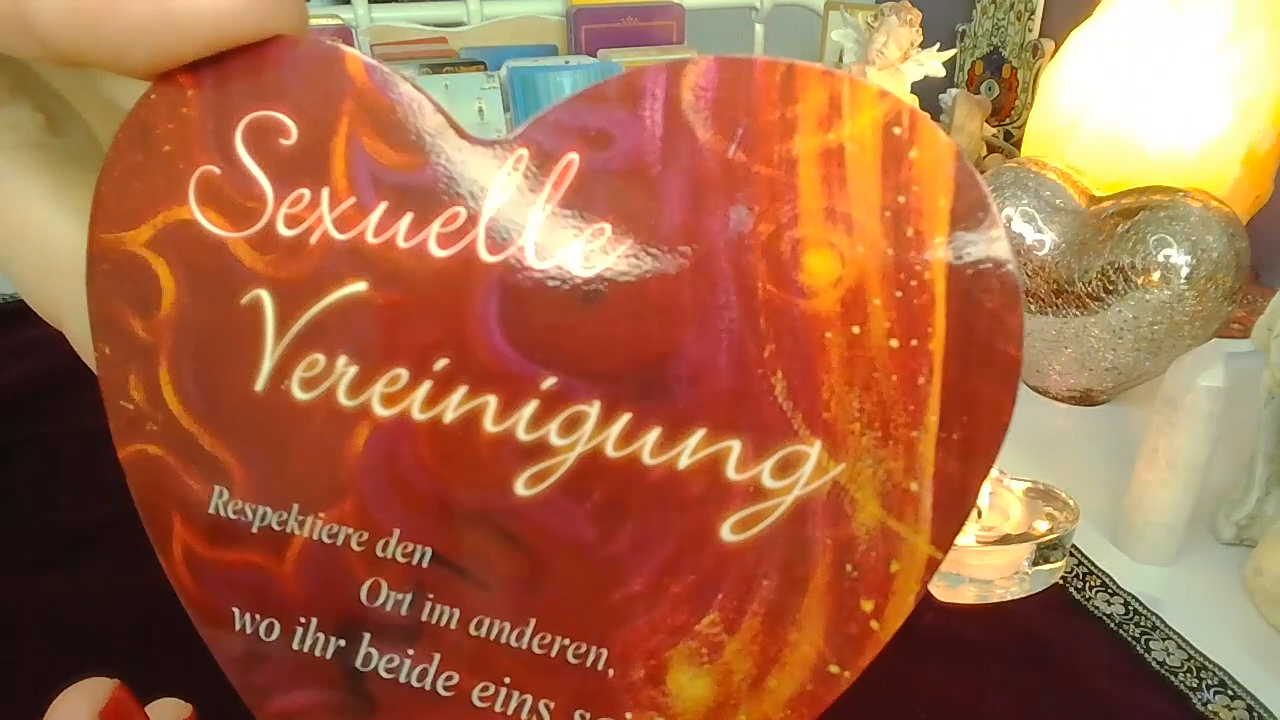 Sexuelle
Vereinigung
Respektiere den
Ort im anderen,
wo ihr beide eins